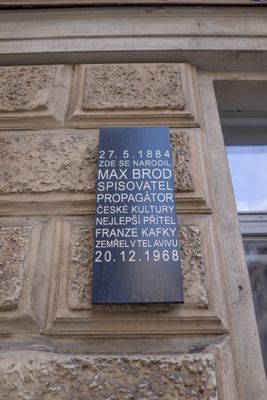 27.5.1884
ZDE SE NARODIL
MAX BROD
SPISOVATEL
PROPAGÁTOR
ČESKÉ KULTURY
NEJLEPŠÍ PŘÍTEL
FRANZE KAFKY
ZEMŘEL V TEL AVIVU
20.12.1968